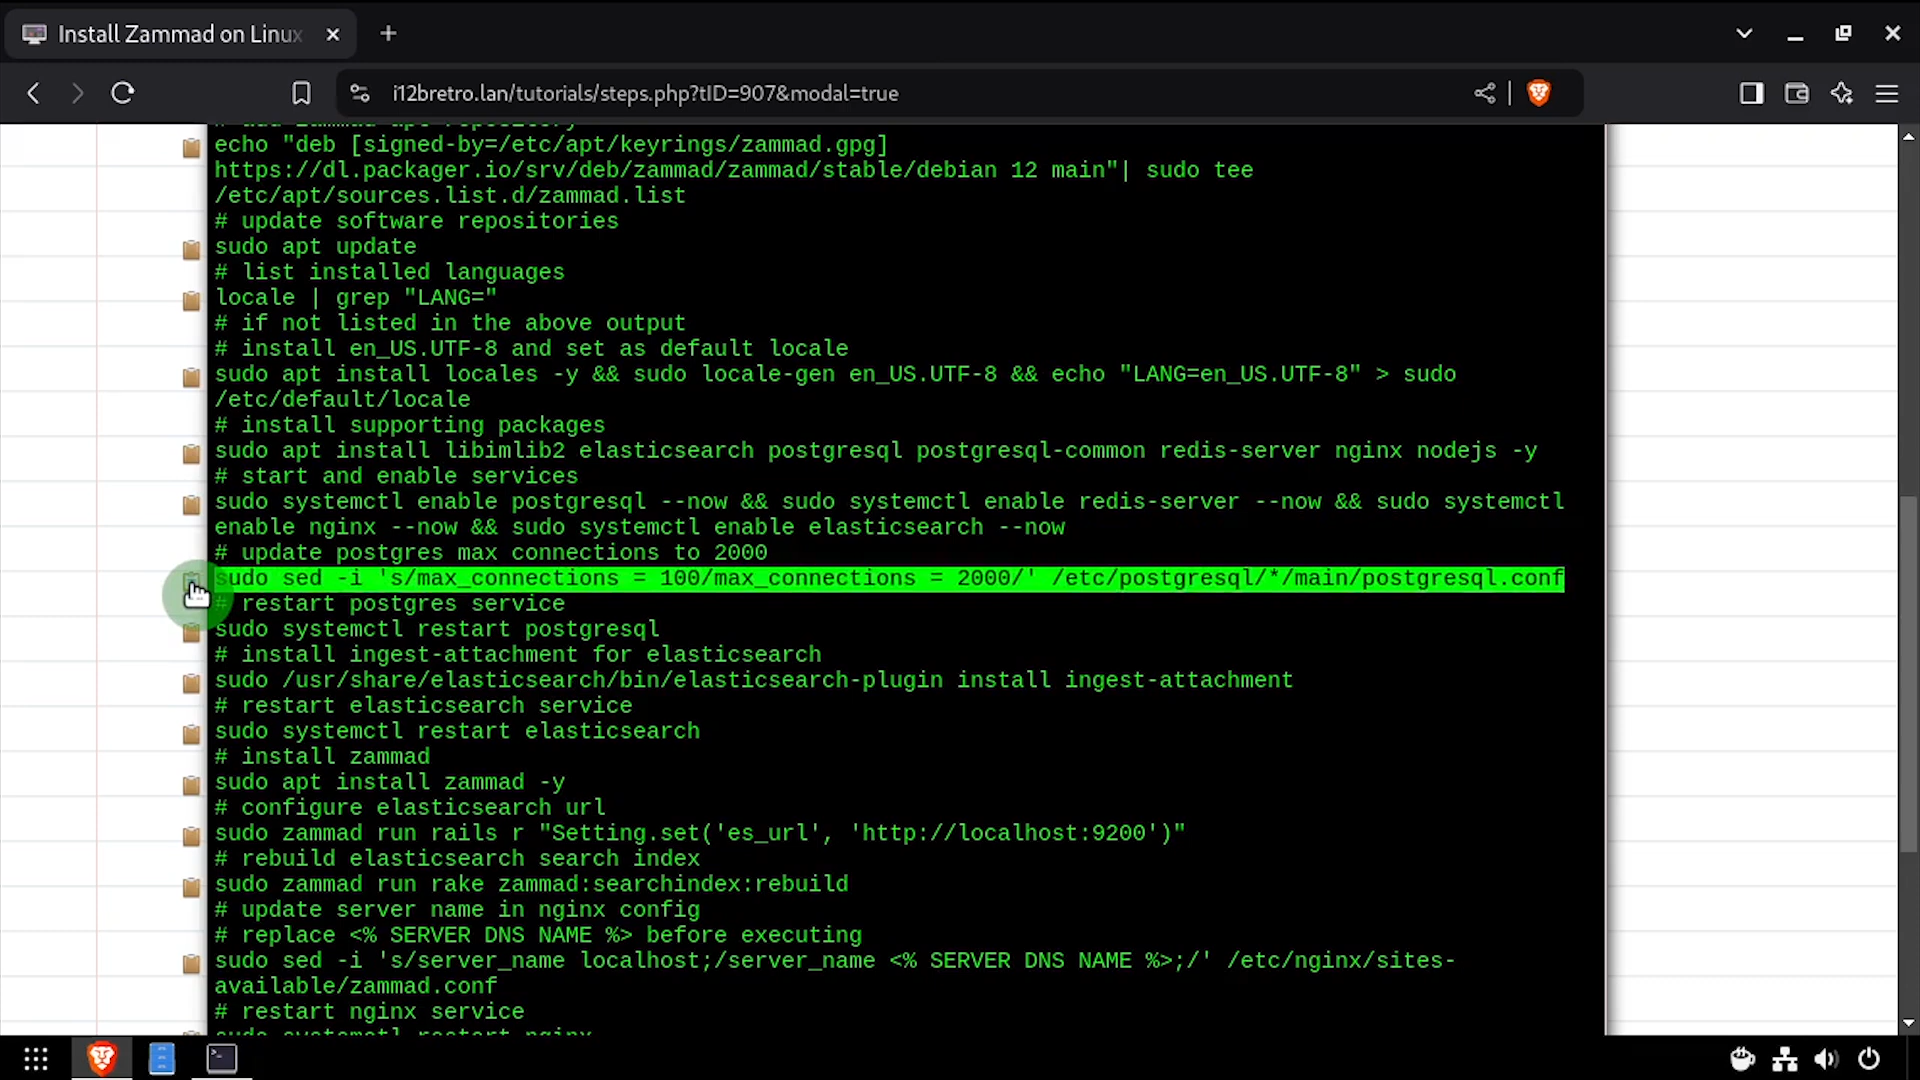 Install Zammad on Linux
i12bretro.lan/tutorials/steps.php?tID=907&modal=true
# add zammad apt repository
echo "deb [signed-by=/etc/apt/keyrings/zammad.gpg]
https://dl.packager.io/srv/deb/zammad/zammad/stable/debian 12 main"| sudo tee
/etc/apt/sources.list.d/zammad.list
# update software repositories
sudo apt update
# list installed languages
locale | grep "LANG="
# if not listed in the above output
# install en_US.UTF-8 and set as default locale
sudo apt install locales -y && sudo locale-gen en_US.UTF-8 && echo "LANG=en_US.UTF-8" > sudo
/etc/default/locale
# install supporting packages
sudo apt install libimlib2 elasticsearch postgresql postgresql-common redis-server nginx nodejs -y
# start and enable services
sudo systemctl enable postgresql --now && sudo systemctl enable redis-server --now && sudo systemctl
enable nginx --now && sudo systemctl enable elasticsearch --now
# update postgres max connections to 2000
sudo sed -i 's/max_connections = 100/max_connections = 2000/' /etc/postgresql/*/main/postgresql.conf
# restart postgres service
sudo systemctl restart postgresql
# install ingest-attachment for elasticsearch
sudo /usr/share/elasticsearch/bin/elasticsearch-plugin install ingest-attachment
# restart elasticsearch service
sudo systemctl restart elasticsearch
# install zammad
sudo apt install zammad -y
# configure elasticsearch url
sudo zammad run rails r "Setting.set('es_url', 'http://localhost:9200')"
# rebuild elasticsearch search index
sudo zammad run rake zammad:searchindex:rebuild
# update server name in nginx config
# replace <% SERVER DNS NAME %> before executing
sudo sed -i 's/server_name localhost;/server_name <% SERVER DNS NAME %>;/' /etc/nginx/sites-
available/zammad.conf
# restart nginx service
sudo systemctl restart nginx